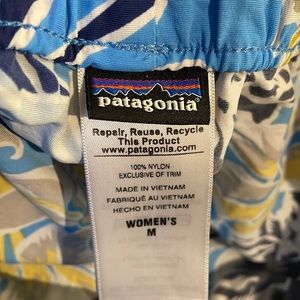 patagonia
Repair, Reuse, Recycle
This Product
www.patagonia.com
100% NYLON
EXCLUSIVE OF TRIM
MADE IN VIETNAM
FABRIQUÉ AU VIETNAM
HECHO EN VIETNAM
WOMEN'S
M